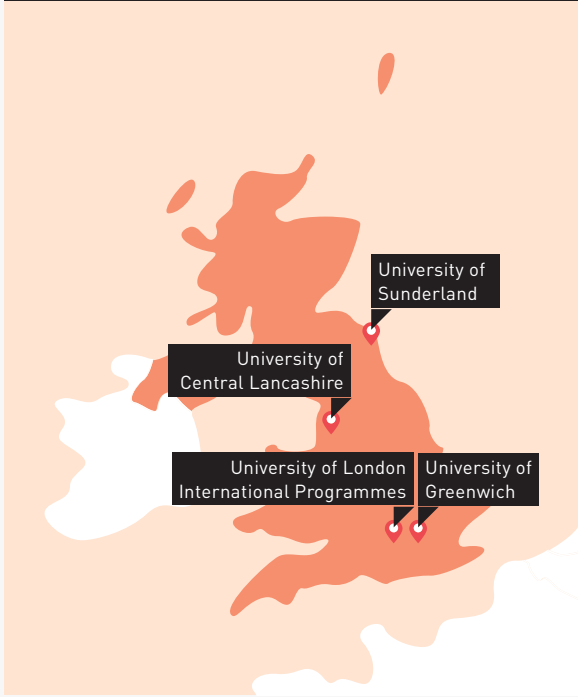 University of
Sunderland
University of
Central Lancashire
University of London
International Programmes
University of
Greenwich